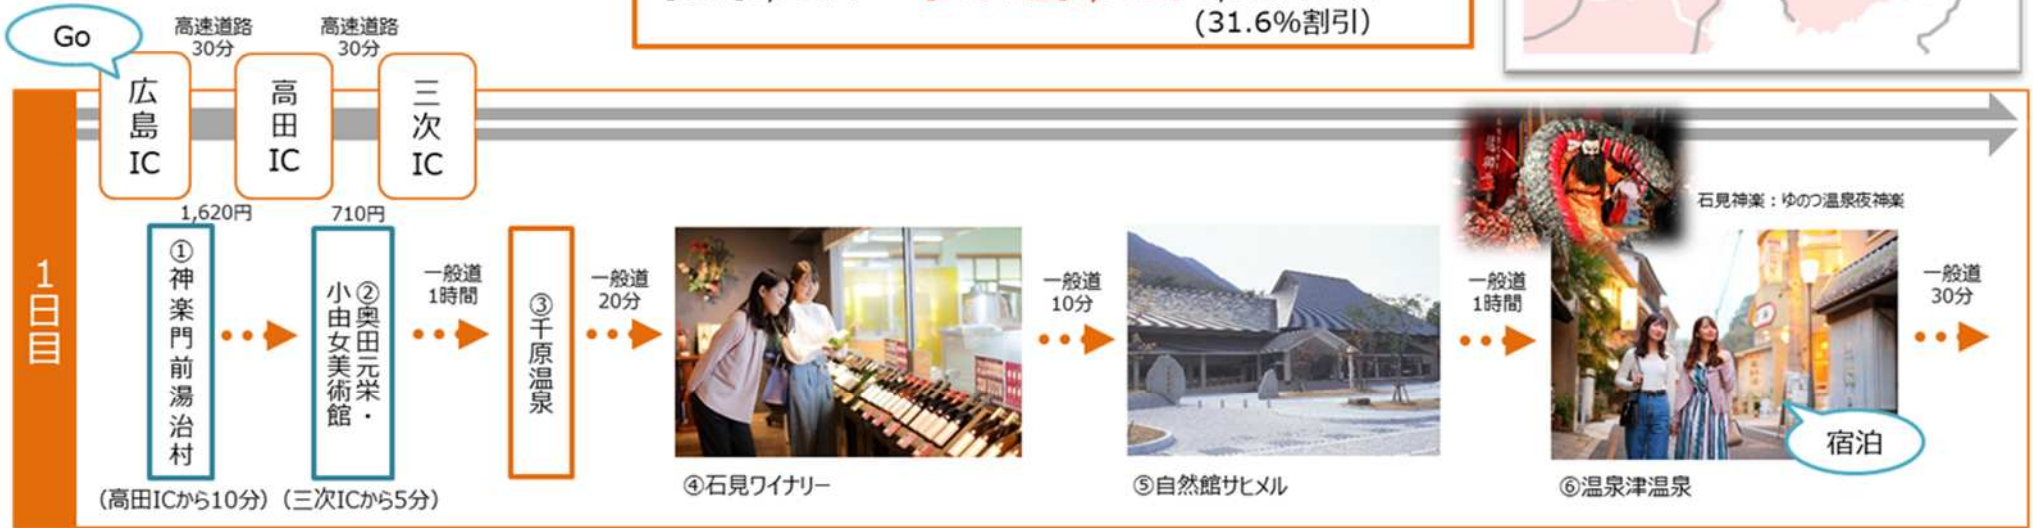 (31.6%割引)
Go
高速道路
30分
高速道路
30分
広島IC
高田IC
三次IC
1,620円
710円
1日目
①神楽門前湯治村
(高田ICから10分)
②奥田元栄・
小由女美術館
(三次ICから5分)
一般道
1時間
③千原温泉
一般道
20分
④石見ワイナリー
一般道
10分
⑤自然館サヒメル
一般道
1時間
石見神楽：ゆのつ温泉夜神楽
⑥温泉津温泉
宿泊
一般道
30分